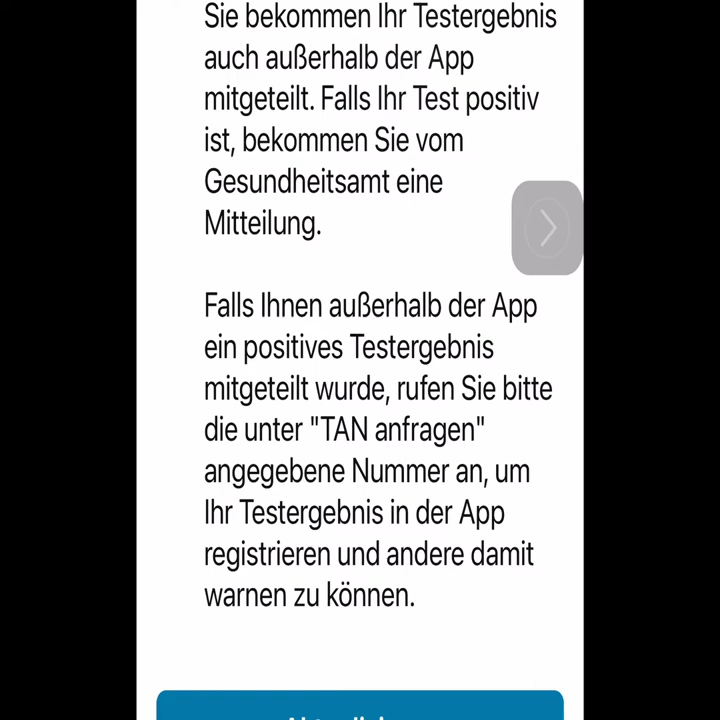 Sie bekommen Ihr Testergebnis
auch außerhalb der App
mitgeteilt. Falls Ihr Test positiv
ist, bekommen Sie vom
Gesundheitsamt eine
Mitteilung.
Falls Ihnen außerhalb der App
ein positives Testergebnis
mitgeteilt wurde, rufen Sie bitte
die unter "TAN anfragen"
angegebene Nummer an, um
Ihr Testergebnis in der App
registrieren und andere damit
warnen zu können.